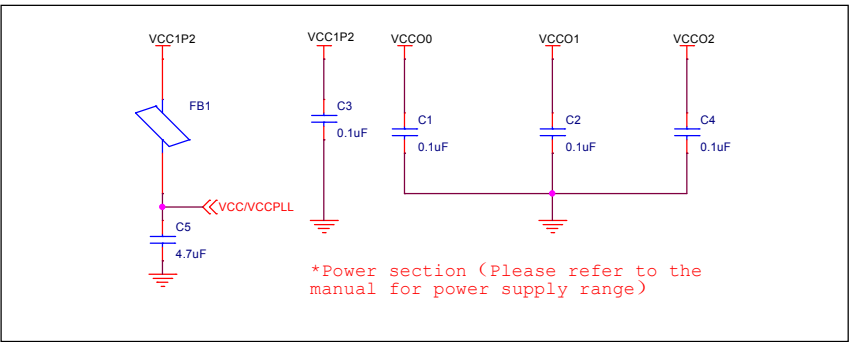 VCC1P2
VCC1P2
VCCO0
VCCO1
VCCO2
FB1
C3
0.1uF
C1
0.1uF
C2
0.1uF
C4
0.1uF
VCC/VCCPLL
C5
4.7uF
*Power section (Please refer to the
manual for power supply range)